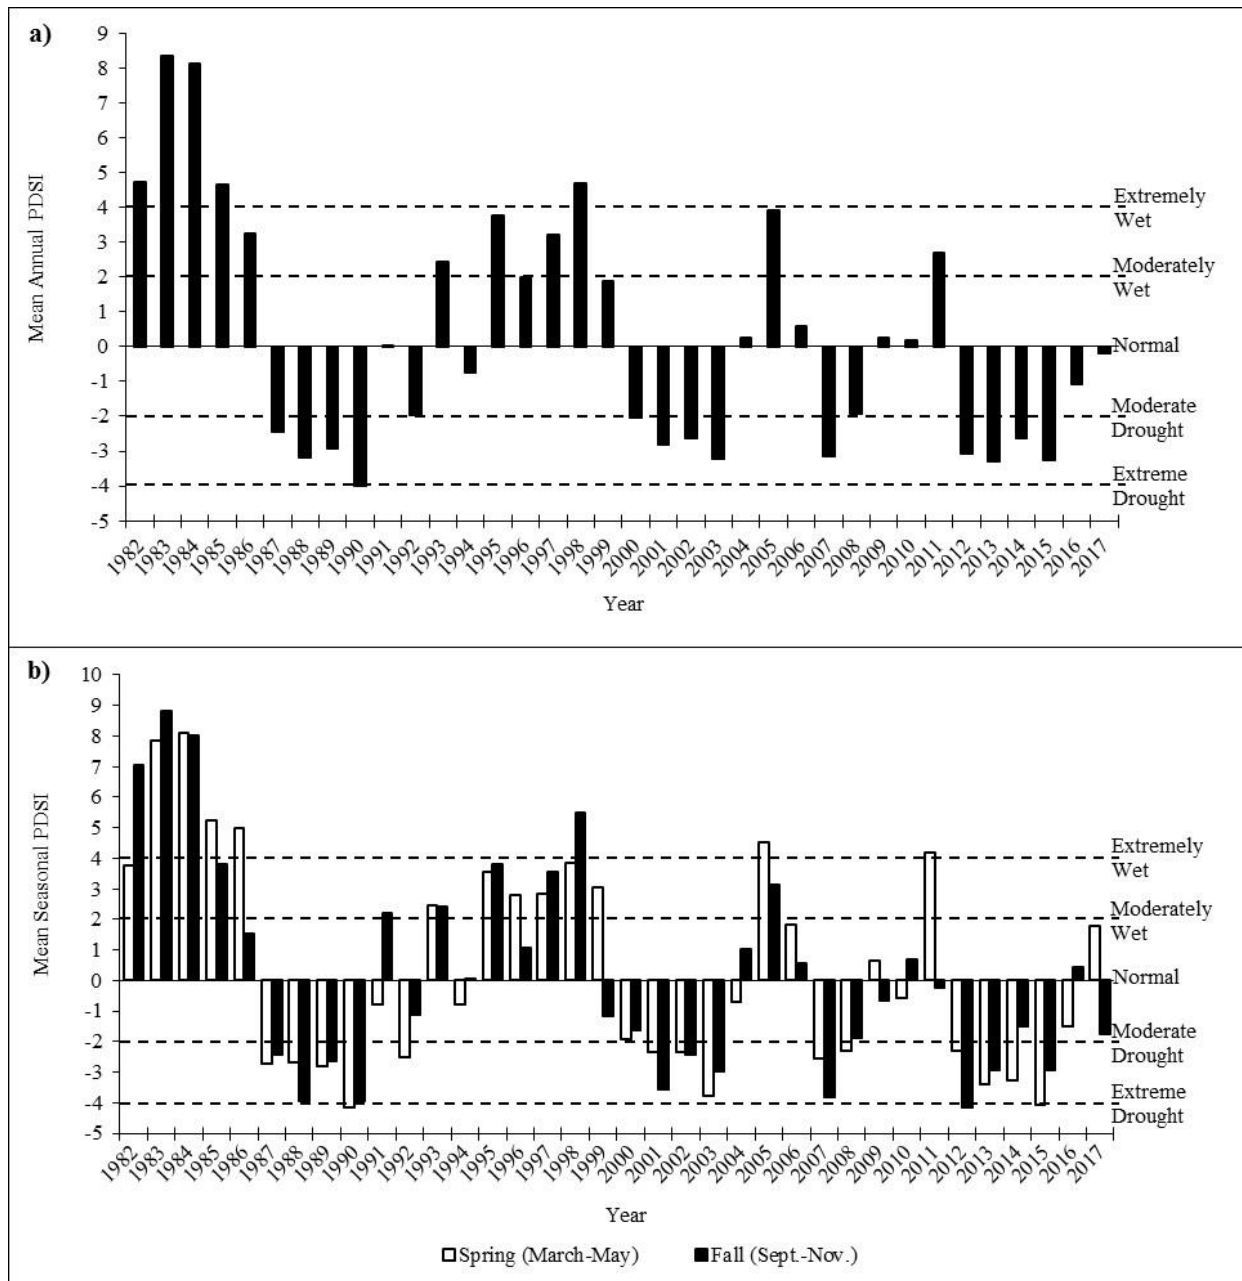 a)
9
8
7
6
5
4
3
2
1
0
-1
-2
-3
-4
-5
Mean Annual PDSI
Extremely
Wet
Moderately
Wet
Normal
Moderate
Drought
Extreme
Drought
1982 1983 1984 1985 1986 1987 1988 1989 1990 1991 1992 1993 1994 1995 1996 1997 1998 1999 2000 2001 2002 2003 2004 2005 2006 2007 2008 2009 2010 2011 2012 2013 2014 2015 2016 2017
Year
b)
10
9
8
7
6
5
4
3
2
1
0
-1
-2
-3
-4
-5
Mean Seasonal PDSI
Extremely
Wet
Moderately
Wet
Normal
Moderate
Drought
Extreme
Drought
1982 1983 1984 1985 1986 1987 1988 1989 1990 1991 1992 1993 1994 1995 1996 1997 1998 1999 2000 2001 2002 2003 2004 2005 2006 2007 2008 2009 2010 2011 2012 2013 2014 2015 2016 2017
Year
Spring (March-May) Fall (Sept.-Nov.)